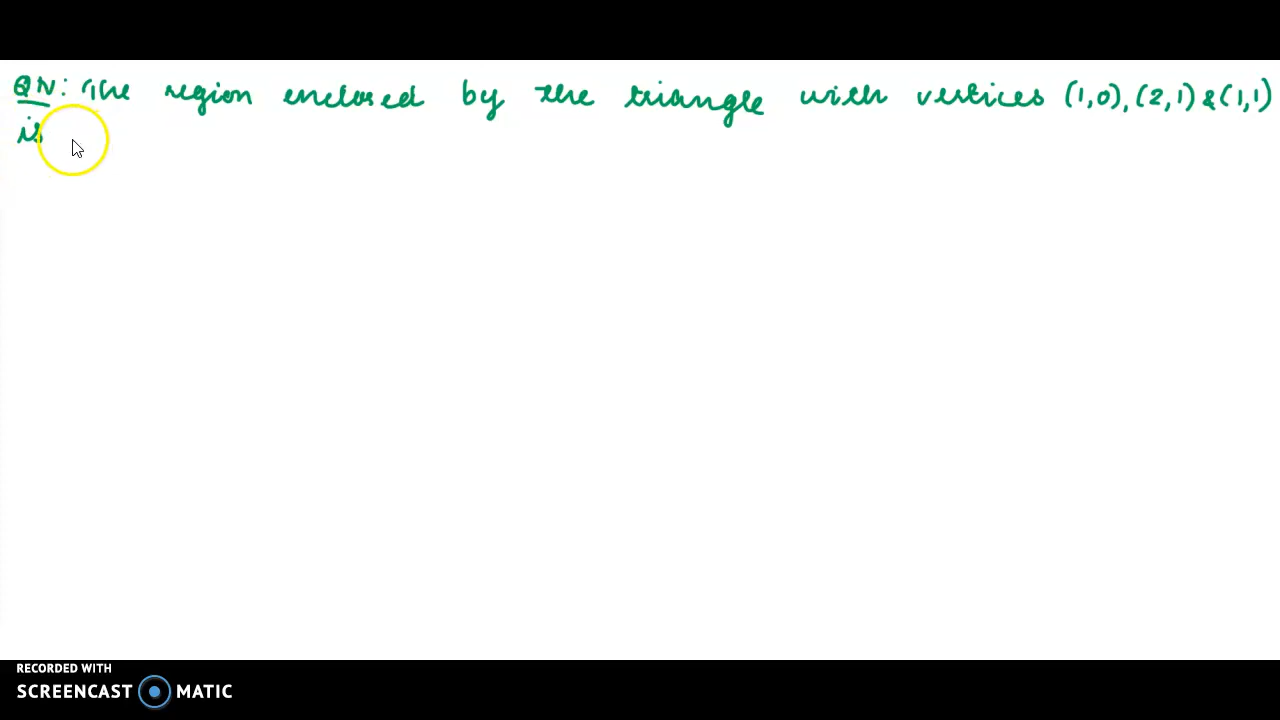 QN: The region enclosed by the triangle with vertices (1,0), (2,1) & (1,1)
is
RECORDED WITH
SCREENCAST MATIC